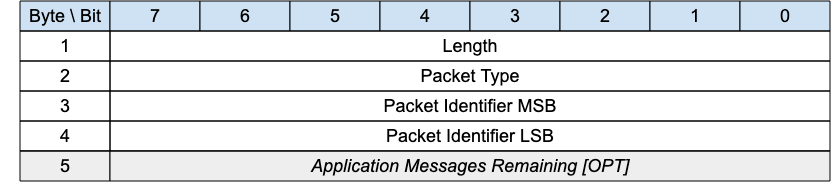 Byte \ Bit 7 6 5 4 3 2 1 0
1 Length
2 Packet Type
3 Packet Identifier MSB
4 Packet Identifier LSB
5 Application Messages Remaining [OPT]